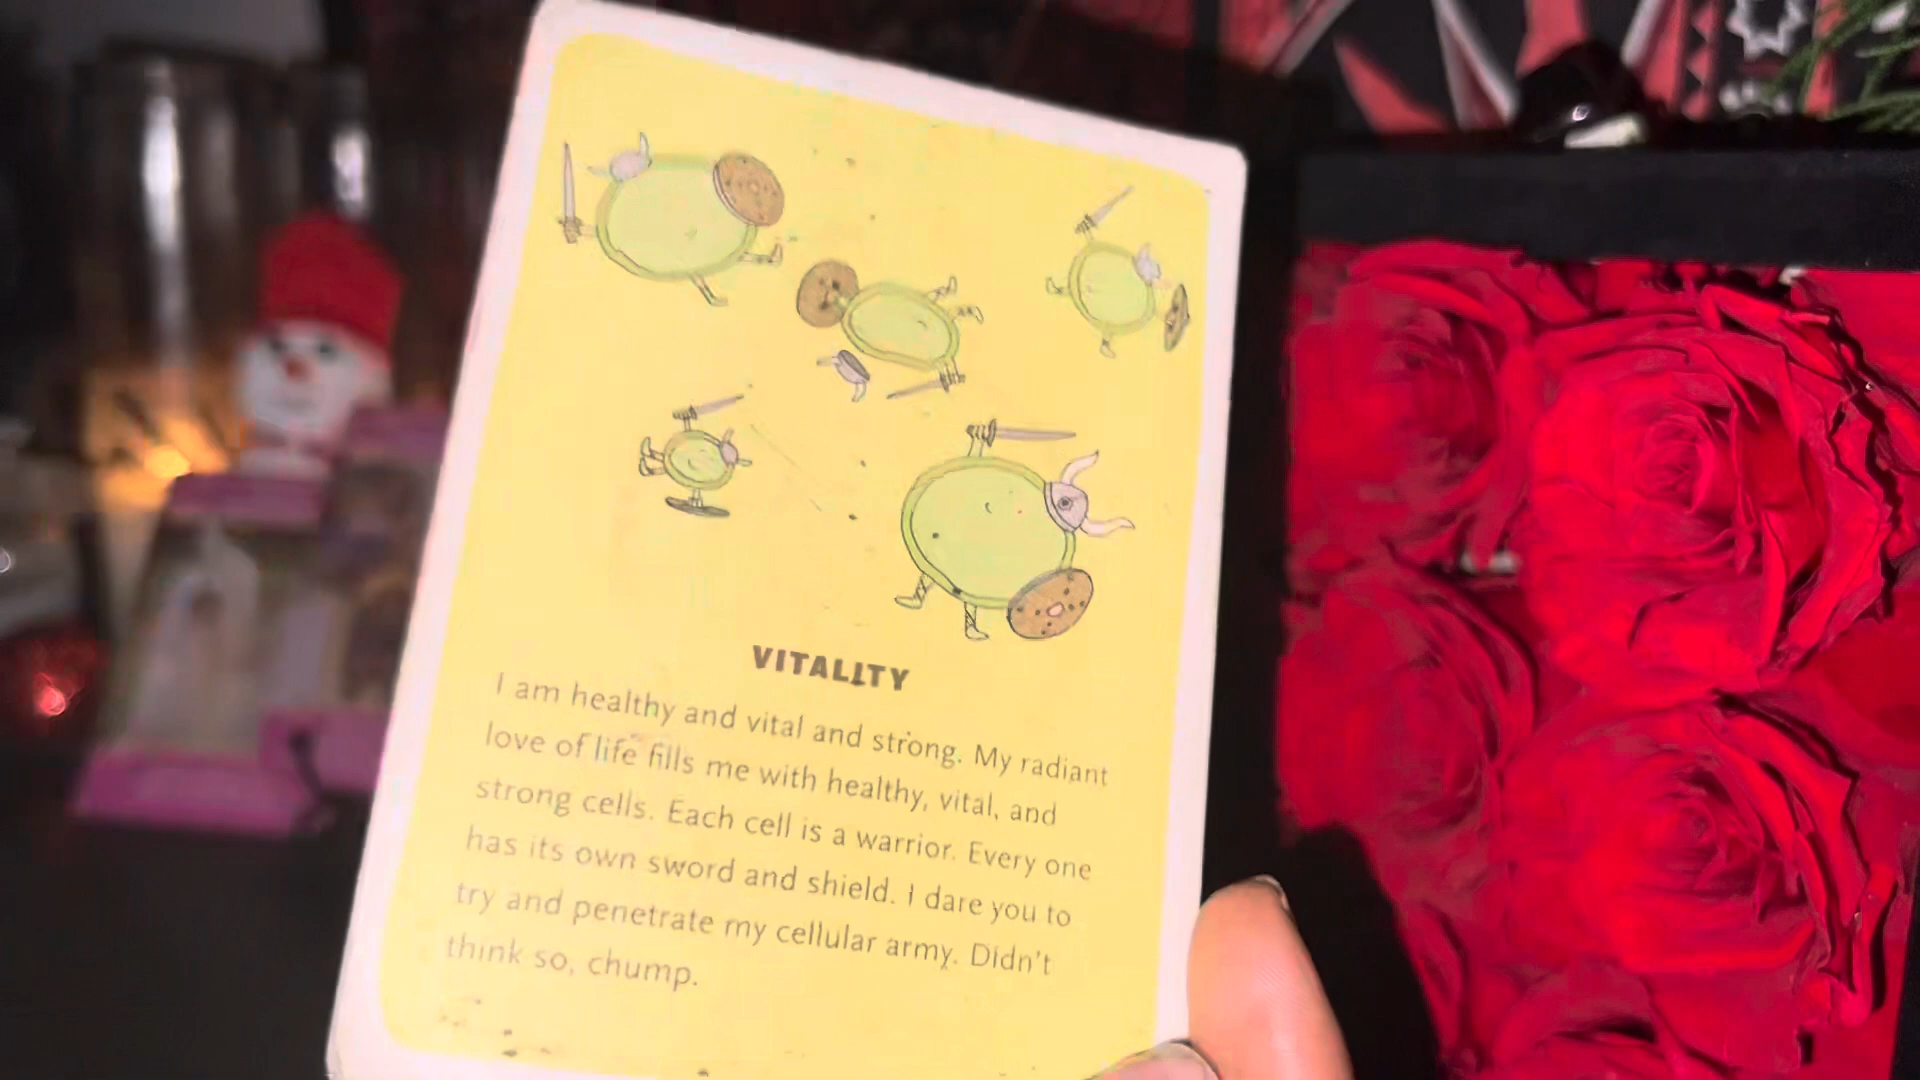 VITALITY
I am healthy and vital and strong. My radiant
love of life fills me with healthy, vital, and
strong cells. Each cell is a warrior. Every one
has its own sword and shield. I dare you to
try and penetrate my cellular army. Didn't
think so, chump.